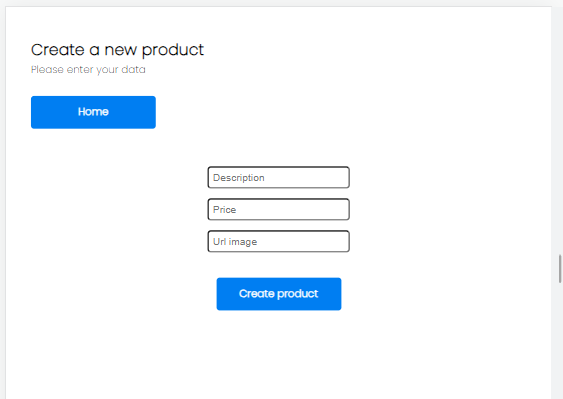 Create a new product
Please enter your data
Home
Description
Price
Url image
Create product